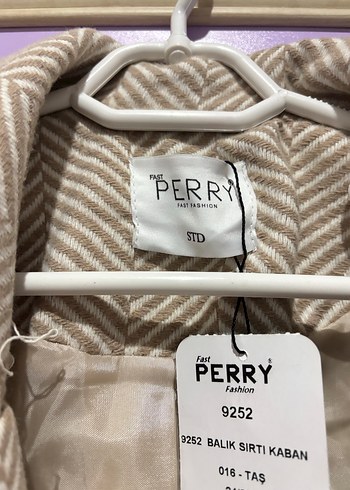 FAST
PERRY
FAST FASHION
STD
Fast
PERRY®
Fashion
9252
9252 BALIK SIRTI KABAN
016 - TAŞ